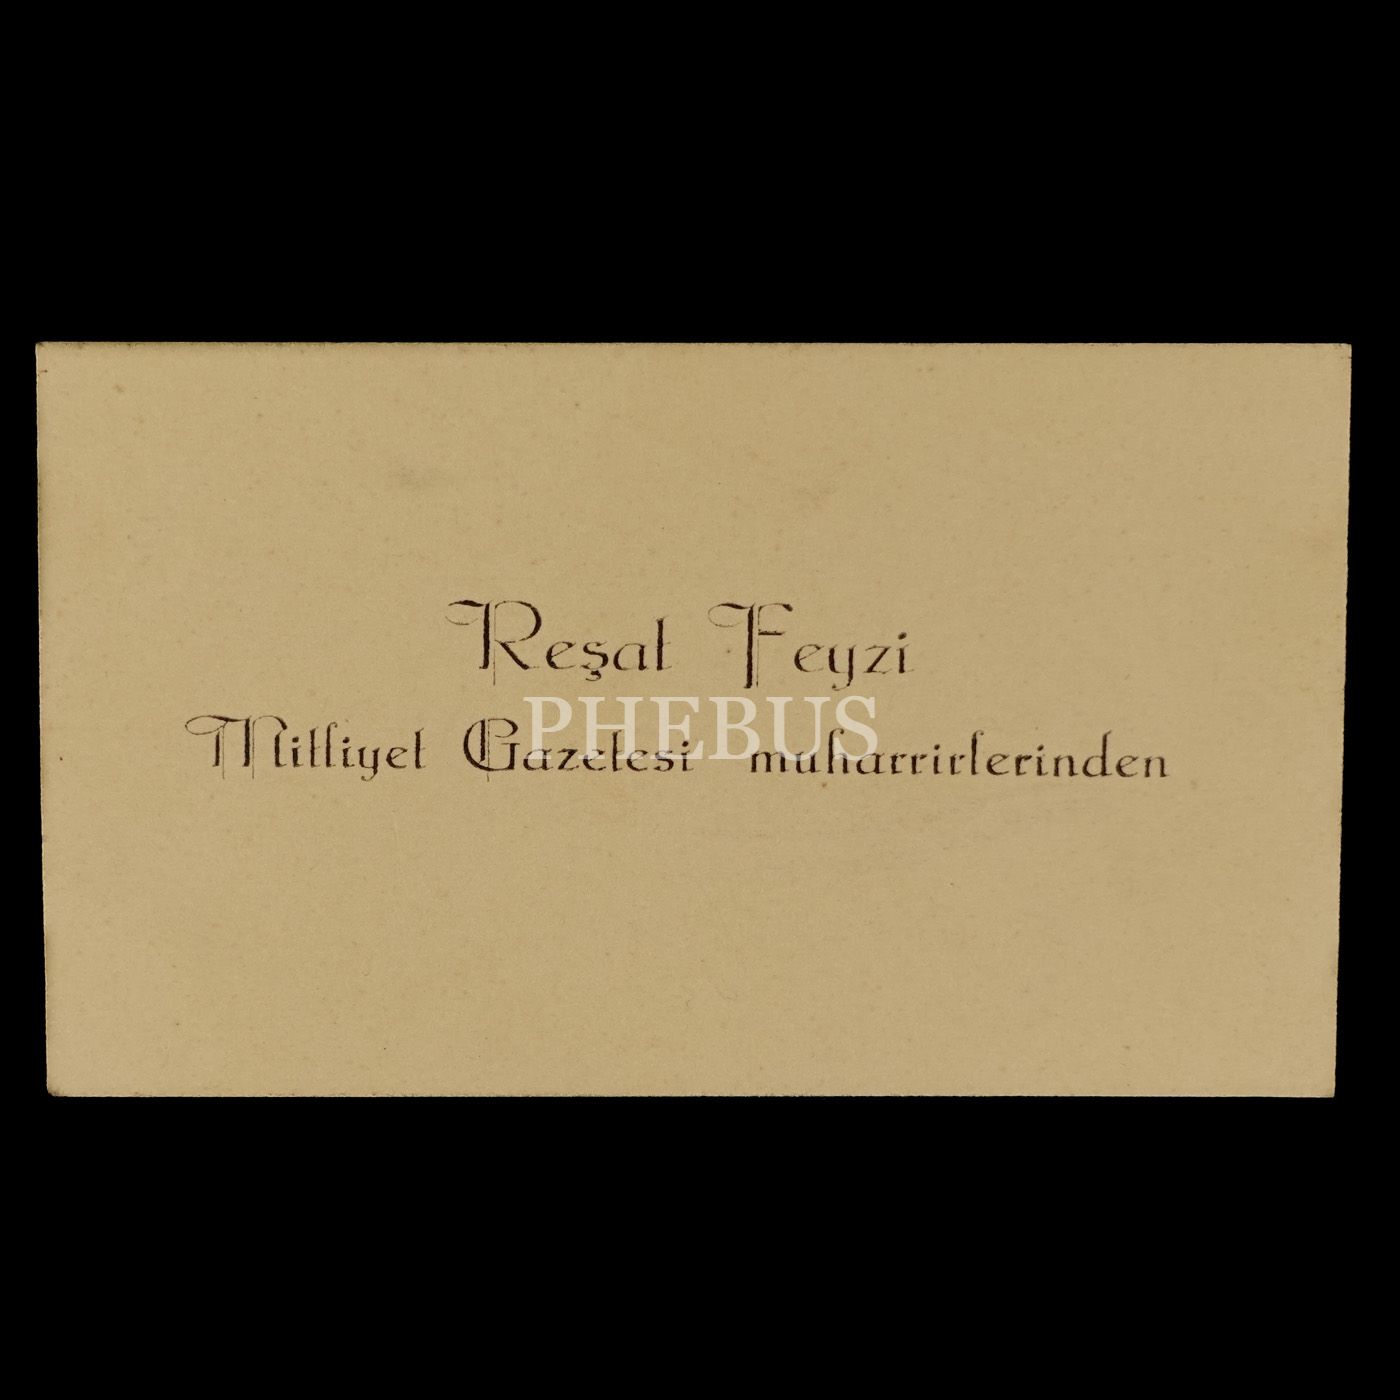 Reşat Feyzi
PHEBUS
Milliyet Gazetesi muharrirlerinden